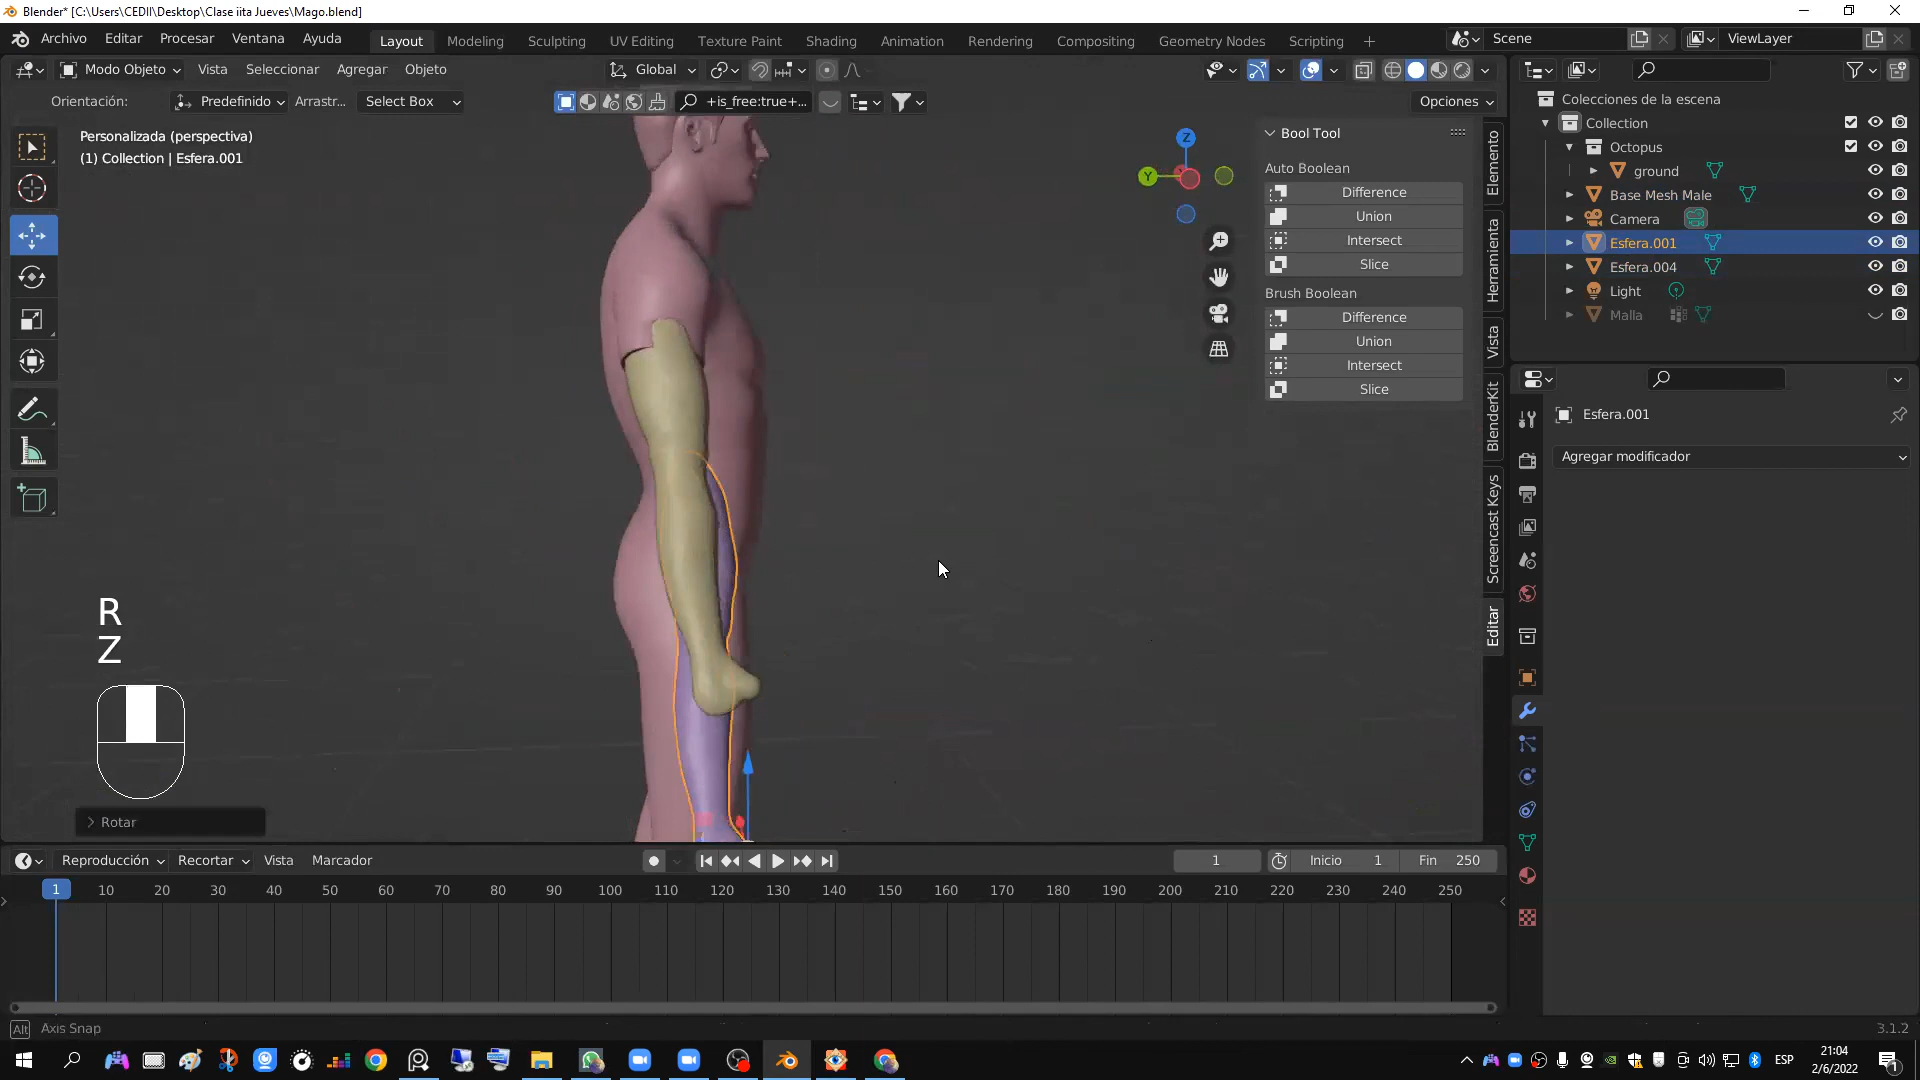 Blender* [C:\Users\CEDII\Desktop\Clase iita Jueves\Mago.blend]
Archivo Editar Procesar Ventana Ayuda Layout Modeling Sculpting UV Editing Texture Paint Shading Animation Rendering Compositing Geometry Nodes Scripting + Scene ViewLayer
Modo Objeto Vista Seleccionar Agregar Objeto Global
Orientación: Predefinido Arrastr... Select Box +is_free:true+... Opciones
Personalizada (perspectiva)
(1) Collection | Esfera.001
Z
Y
Bool Tool
Auto Boolean
Difference
Union
Intersect
Slice
Brush Boolean
Difference
Union
Intersect
Slice
Elemento
Herramienta
Vista
BlenderKit
Screencast Keys
Editar
Colecciones de la escena
Collection
Octopus
ground
Base Mesh Male
Camera
Esfera.001
Esfera.004
Light
Malla
Esfera.001
Agregar modificador
R
Z
Rotar
Reproducción Recortar Vista Marcador 1 Inicio 1 Fin 250
1 10 20 30 40 50 60 70 80 90 100 110 120 130 140 150 160 170 180 190 200 210 220 230 240 250
Alt Axis Snap 3.1.2
ESP 21:04
2/6/2022
1